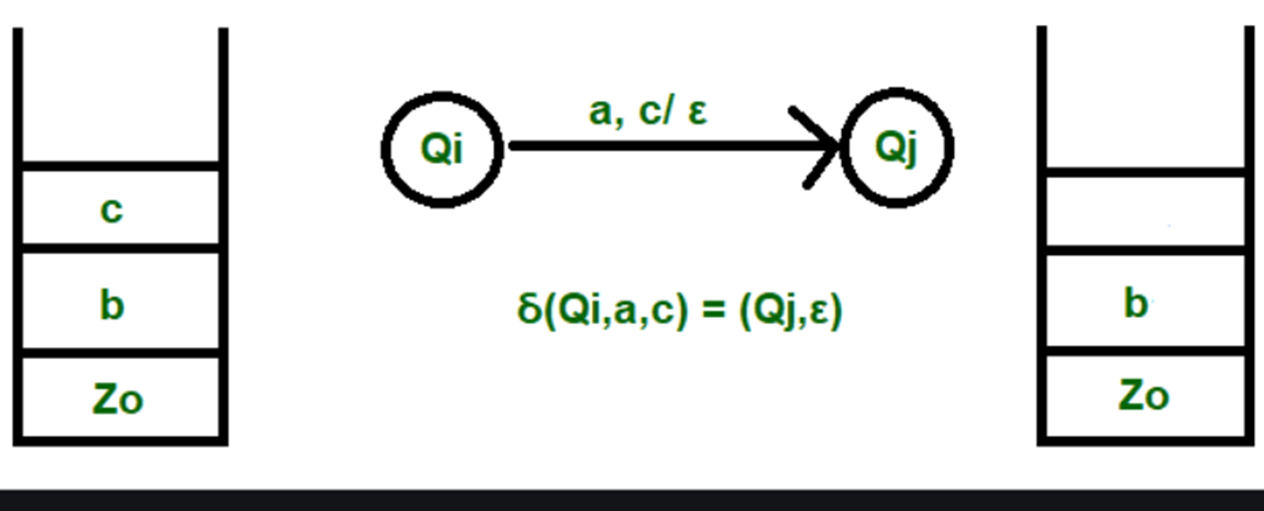 a, c/ ε
Qi
Qj
c
b
Zo
δ(Qi,a,c) = (Qj,ε)
b
Zo